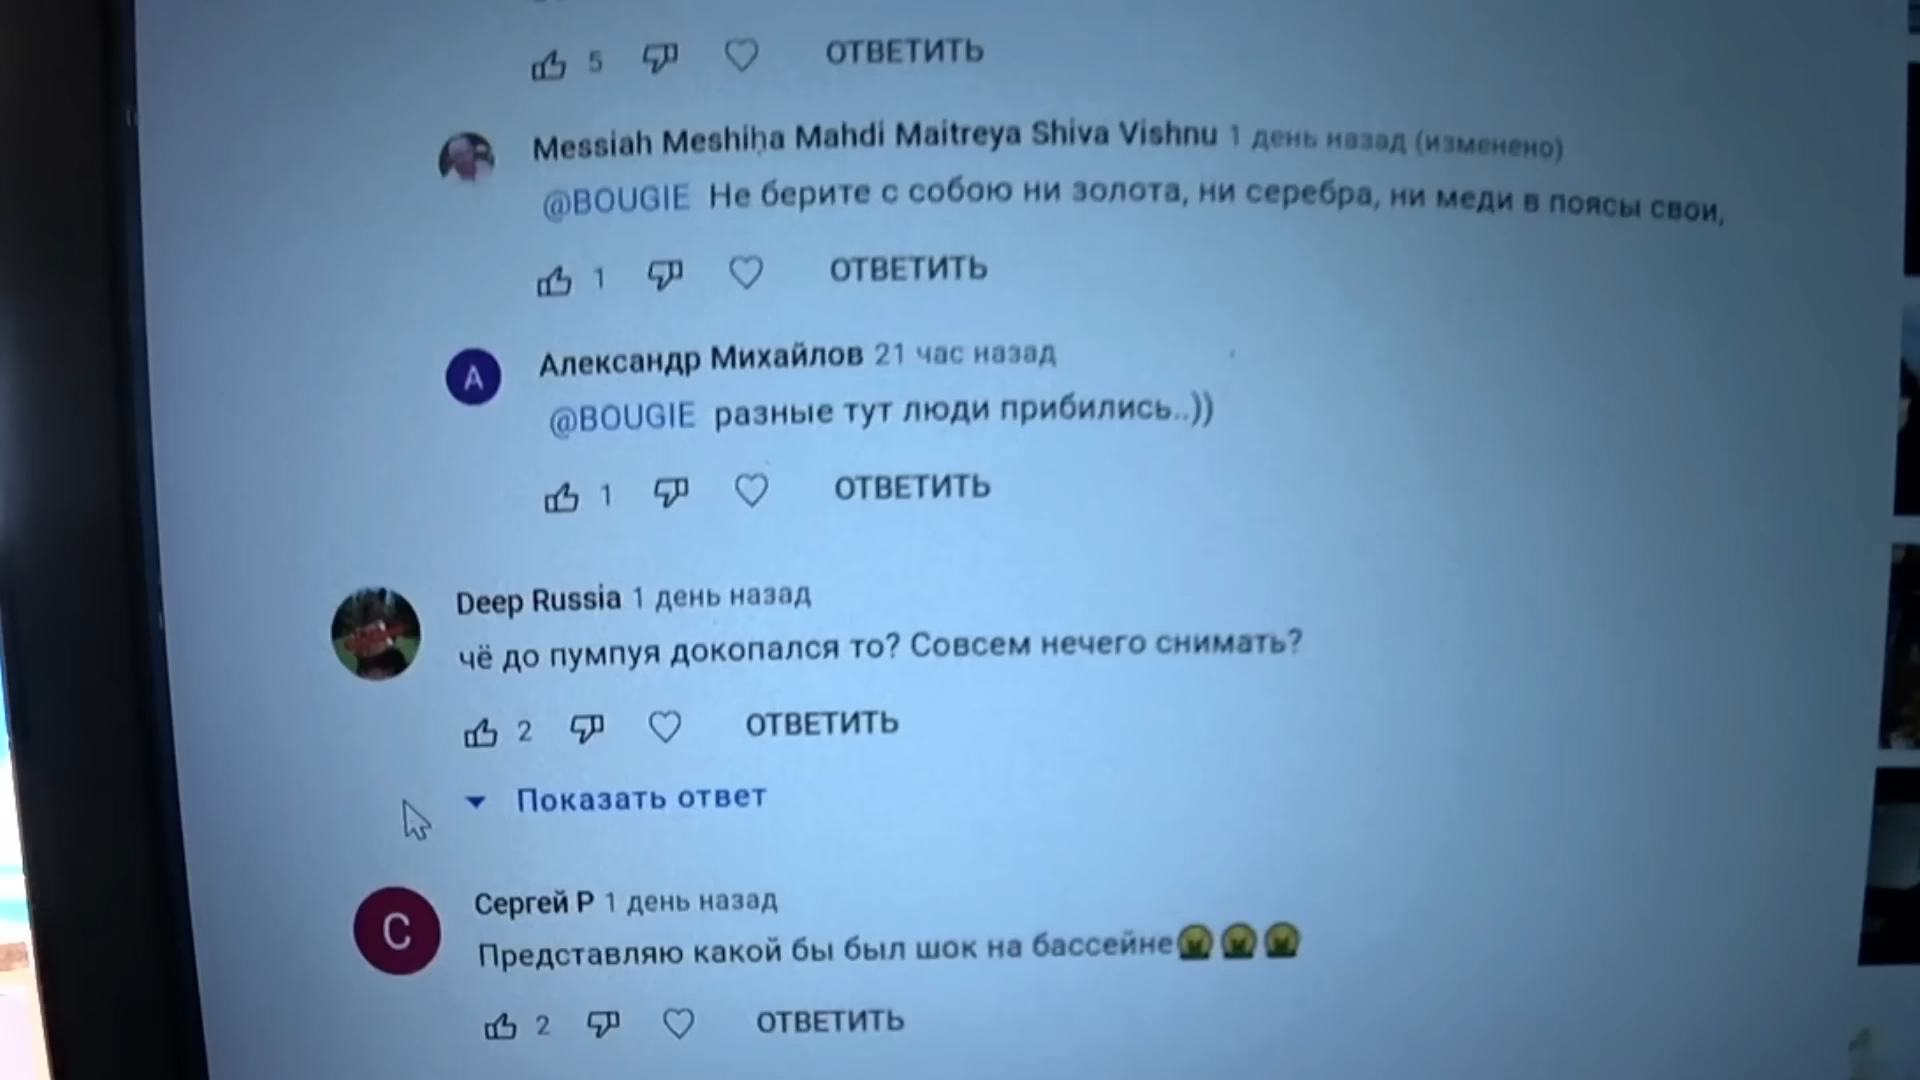 5 ОТВЕТИТЬ
Messiah Meshiḥa Mahdi Maitreya Shiva Vishnu 1 день назад (изменено)
@BOUGIE Не берите с собою ни золота, ни серебра, ни меди в поясы свои,
1 ОТВЕТИТЬ
А
Александр Михайлов 21 час назад
@BOUGIE разные тут люди прибились..))
1 ОТВЕТИТЬ
Deep Russia 1 день назад
чё до пумпуя докопался то? Совсем нечего снимать?
2 ОТВЕТИТЬ
Показать ответ
С
Сергей Р 1 день назад
Представляю какой бы был шок на бассейне🤮🤮🤮
2 ОТВЕТИТЬ